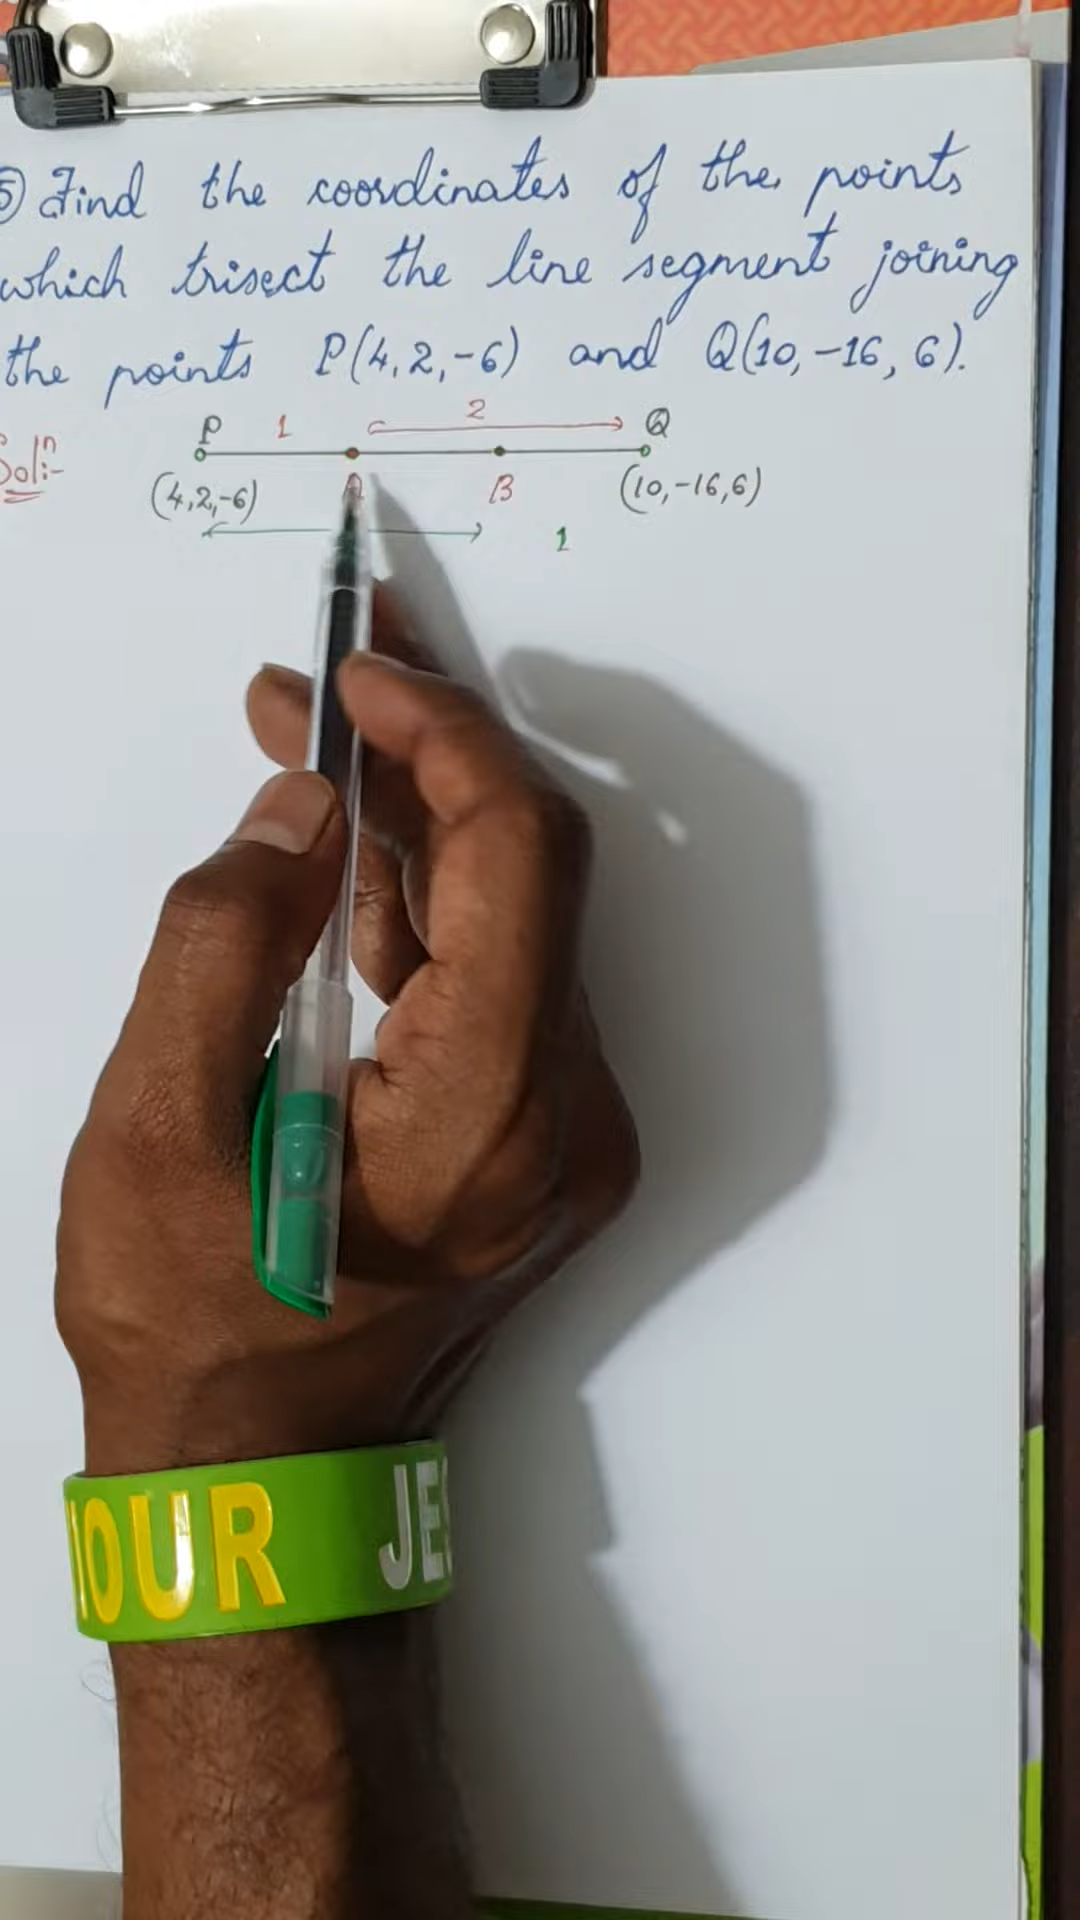 ⑤ Find the coordinates of the points
which trisect the line segment joining
the points P(4,2,-6) and Q(10,-16,6).
Solⁿ:-
P 1 2 Q
(4,2,-6) A B (10,-16,6)
1
OUR JES